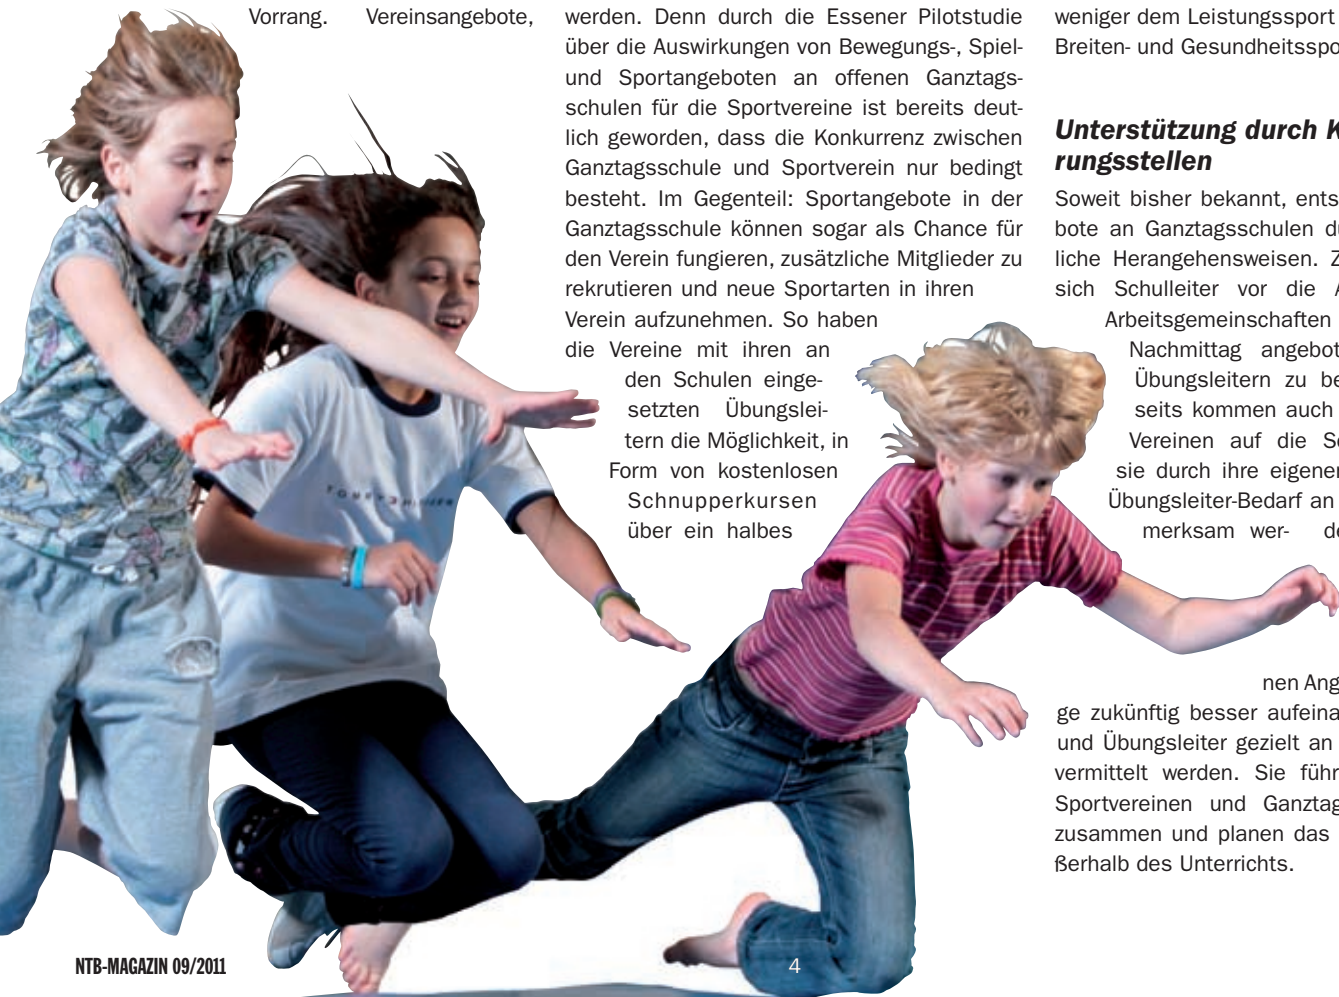 Vorrang. Vereinsangebote,
werden. Denn durch die Essener Pilotstudie
über die Auswirkungen von Bewegungs-, Spiel-
und Sportangeboten an offenen Ganztags-
schulen für die Sportvereine ist bereits deut-
lich geworden, dass die Konkurrenz zwischen
Ganztagsschule und Sportverein nur bedingt
besteht. Im Gegenteil: Sportangebote in der
Ganztagsschule können sogar als Chance für
den Verein fungieren, zusätzliche Mitglieder zu
rekrutieren und neue Sportarten in ihren
Verein aufzunehmen. So haben
die Vereine mit ihren an
den Schulen einge-
setzten Übungslei-
tern die Möglichkeit, in
Form von kostenlosen
Schnupperkursen
über ein halbes
weniger dem Leistungssport
Breiten- und Gesundheitsspo
Unterstützung durch K
rungsstellen
Soweit bisher bekannt, ents
bote an Ganztagsschulen du
liche Herangehensweisen. Z
sich Schulleiter vor die A
Arbeitsgemeinschaften
Nachmittag angebot
Übungsleitern zu be
seits kommen auch
Vereinen auf die Sc
sie durch ihre eigener
Übungsleiter-Bedarf an
merksam wer- de
nen Ang
ge zukünftig besser aufeina
und Übungsleiter gezielt an
vermittelt werden. Sie führ
Sportvereinen und Ganztag
zusammen und planen das
ßerhalb des Unterrichts.
NTB-MAGAZIN 09/2011
4